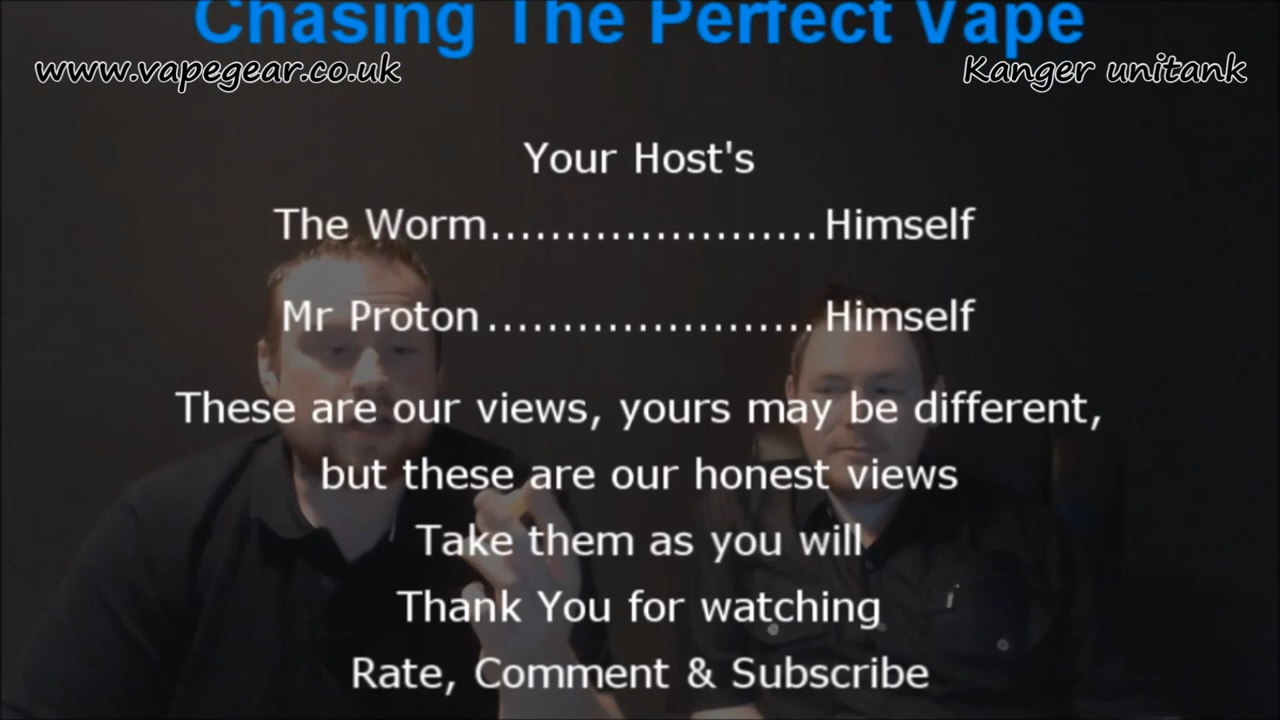 Chasing The Perfect Vape
www.vapegear.co.uk
Kanger unitank
Your Host's
The Worm......................Himself
Mr Proton......................Himself
These are our views, yours may be different,
but these are our honest views
Take them as you will
Thank You for watching
Rate, Comment & Subscribe